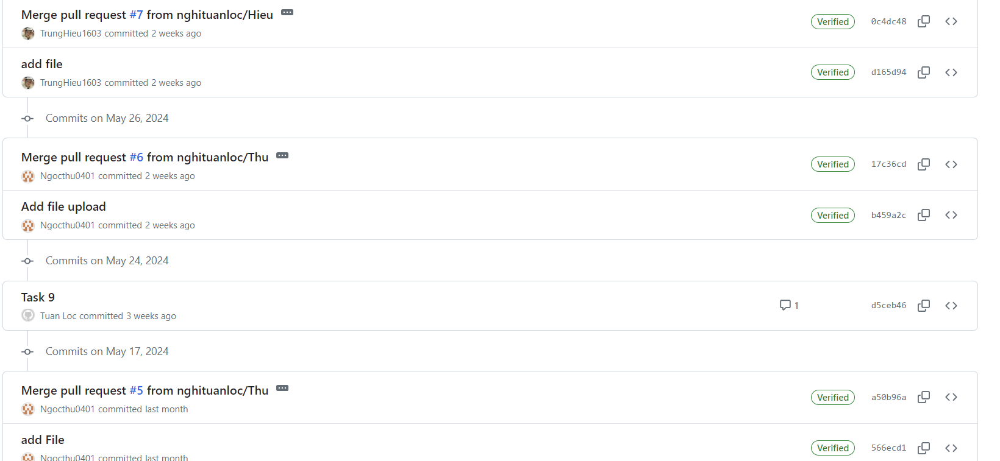 Merge pull request #7 from nghituanloc/Hieu
TrungHieu1603 committed 2 weeks ago
Verified
0c4dc48
add file
TrungHieu1603 committed 2 weeks ago
Verified
d165d94
Commits on May 26, 2024
Merge pull request #6 from nghituanloc/Thu
Ngocthu0401 committed 2 weeks ago
Verified
17c36cd
Add file upload
Ngocthu0401 committed 2 weeks ago
Verified
b459a2c
Commits on May 24, 2024
Task 9
Tuan Loc committed 3 weeks ago
1
d5ceb46
Commits on May 17, 2024
Merge pull request #5 from nghituanloc/Thu
Ngocthu0401 committed last month
Verified
a50b96a
add File
Ngocthu0401 committed last month
Verified
566ecd1